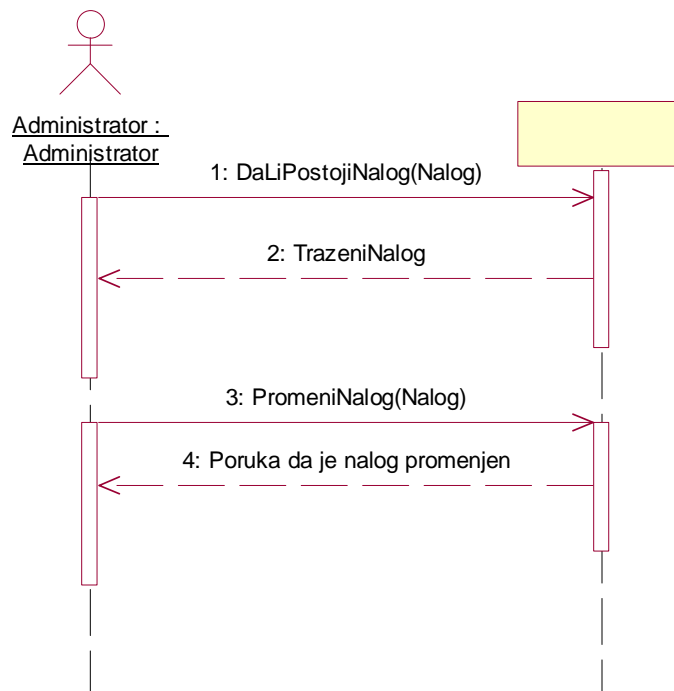 Administrator :
Administrator
1: DaLiPostojiNalog(Nalog)
2: TrazeniNalog
3: PromeniNalog(Nalog)
4: Poruka da je nalog promenjen